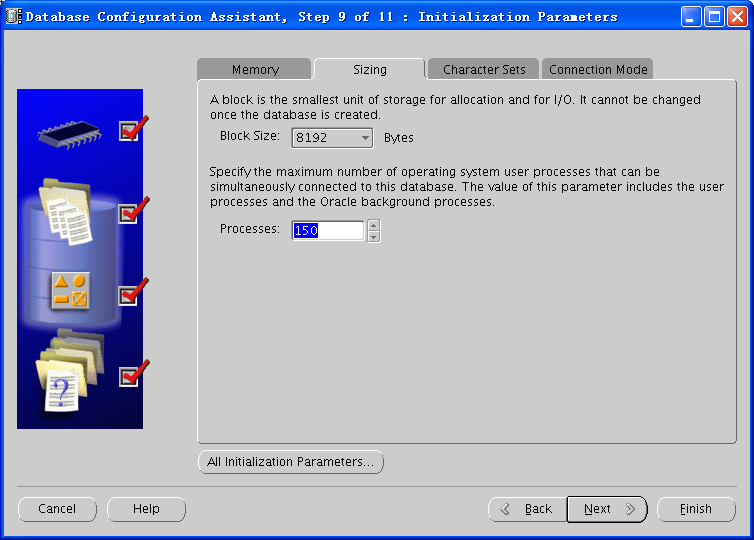 Database Configuration Assistant, Step 9 of 11 : Initialization Parameters
Memory
Sizing
Character Sets
Connection Mode
A block is the smallest unit of storage for allocation and for I/O. It cannot be changed
once the database is created.
Block Size: 8192 Bytes
Specify the maximum number of operating system user processes that can be
simultaneously connected to this database. The value of this parameter includes the user
processes and the Oracle background processes.
Processes: 150
?
All Initialization Parameters...
Cancel
Help
Back
Next
Finish